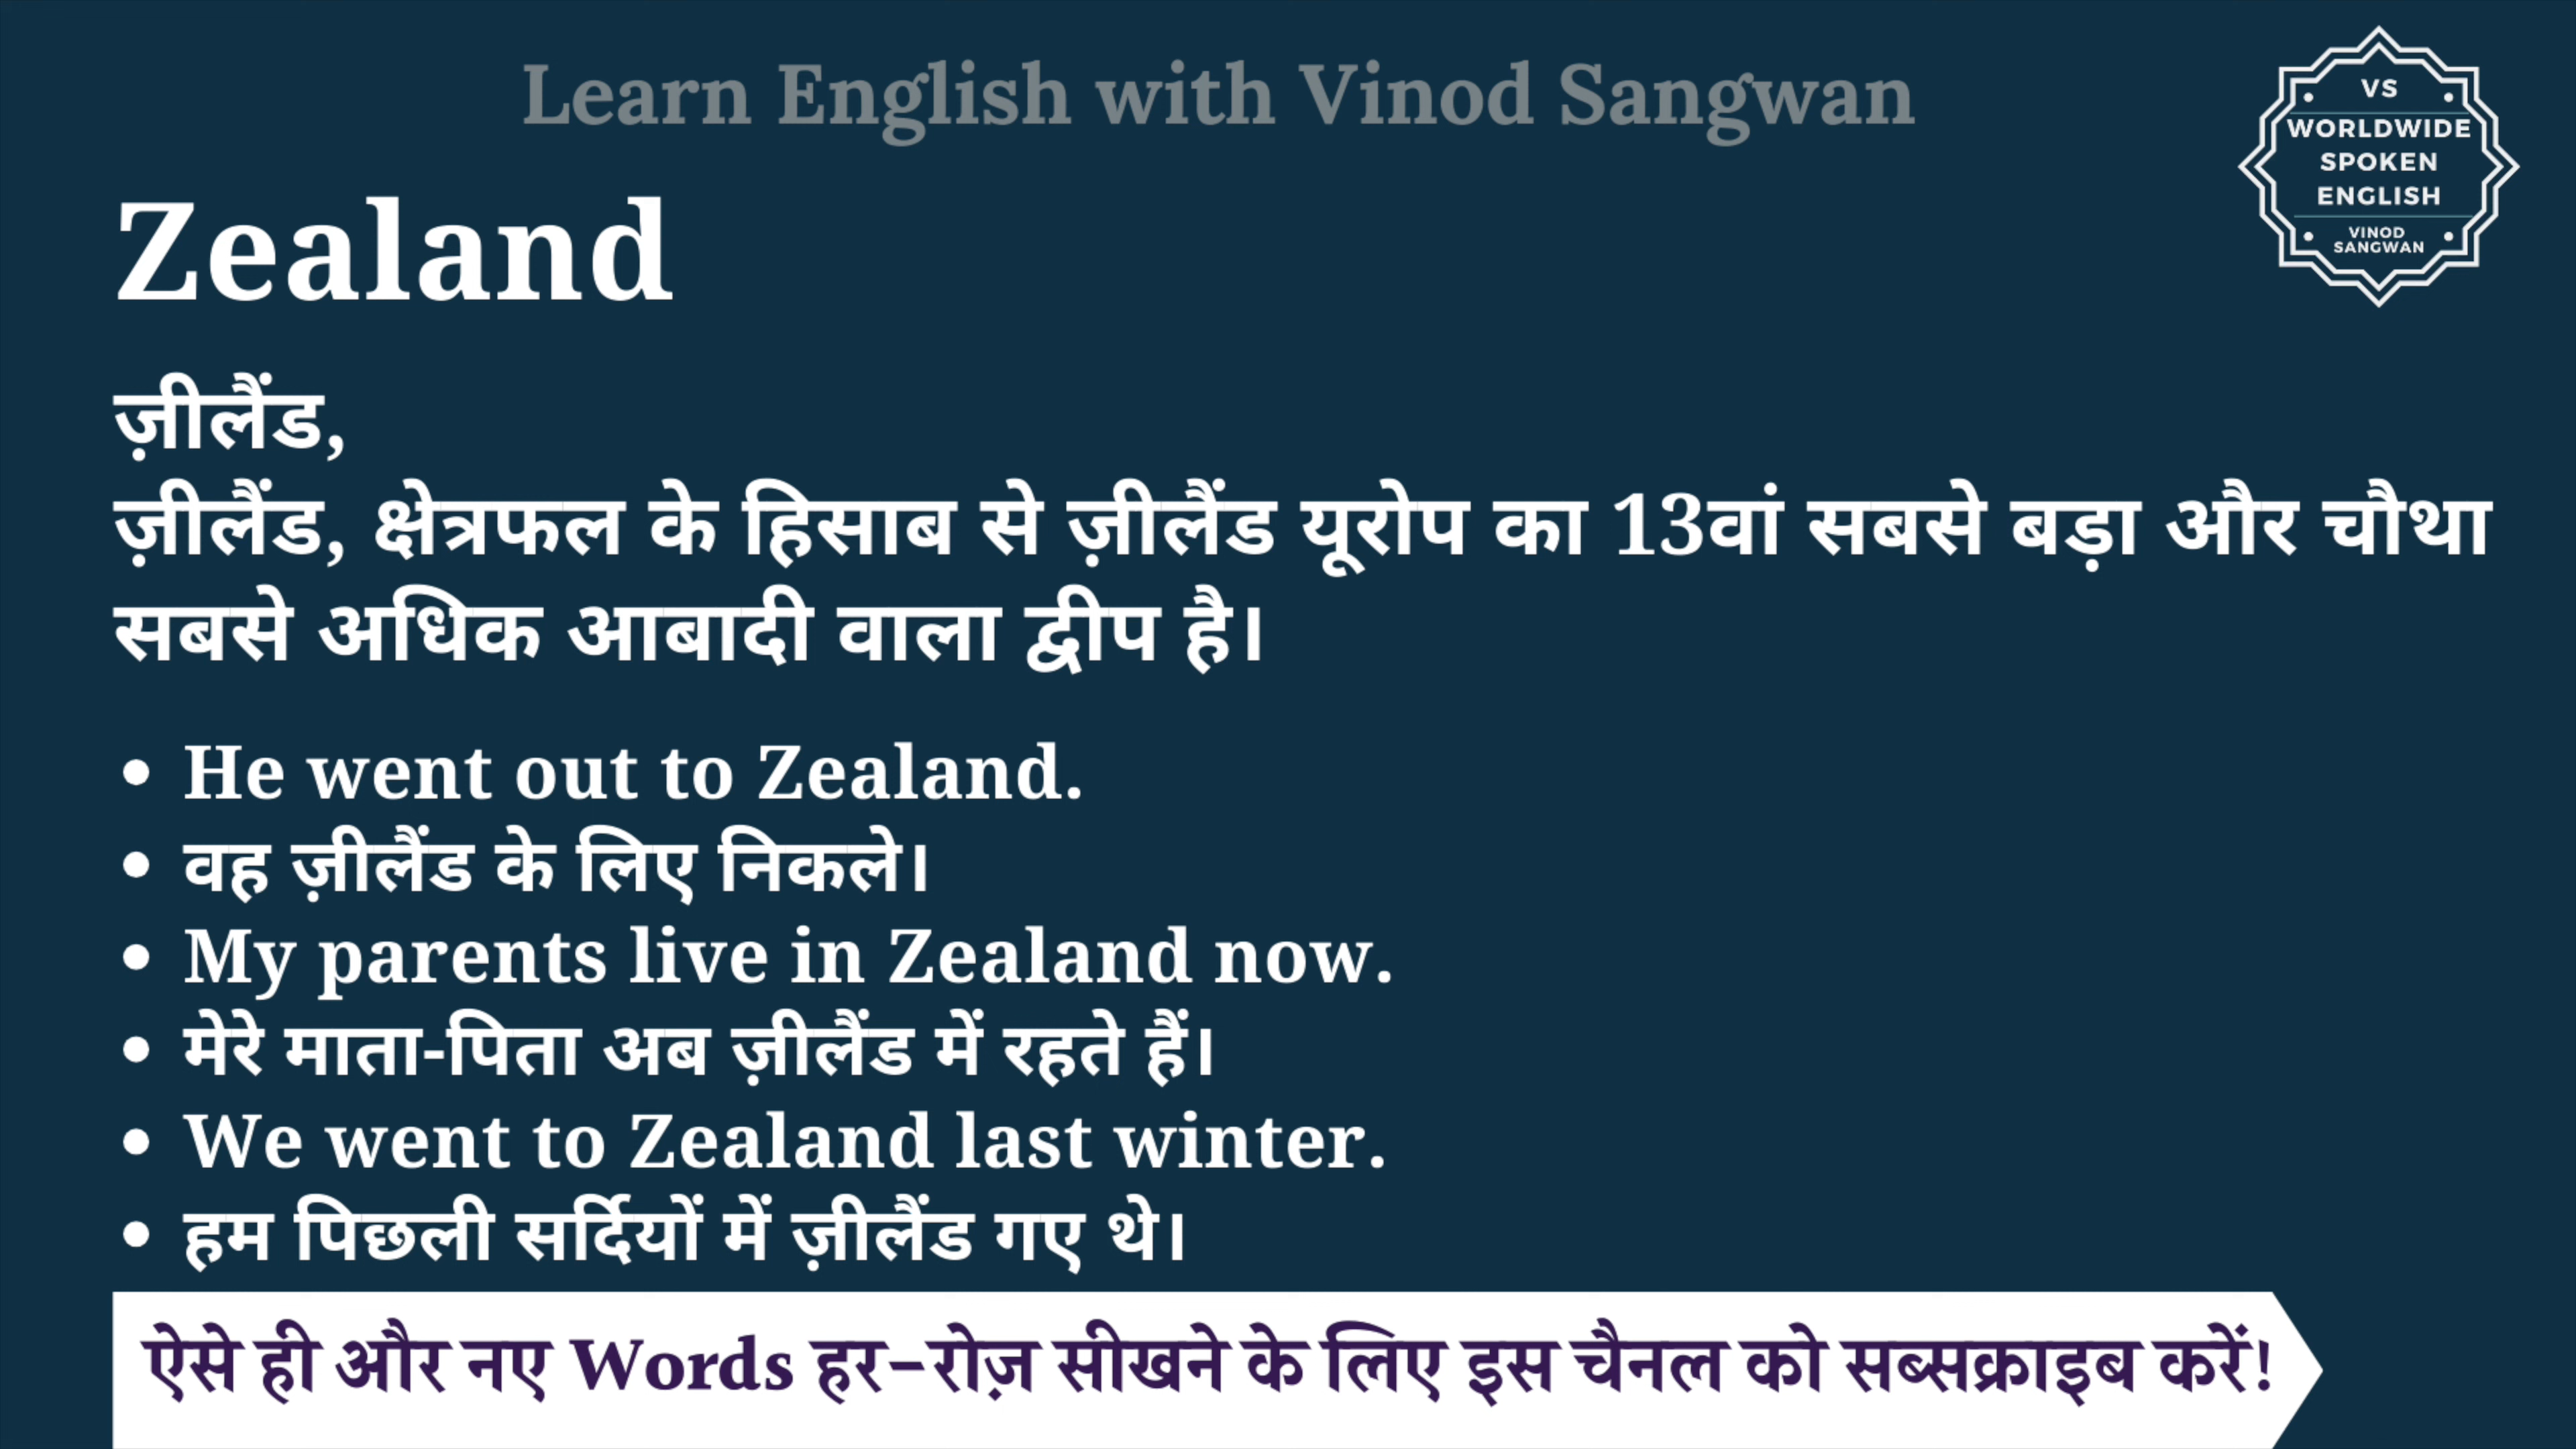 Learn English with Vinod Sangwan
VS
WORLDWIDE
SPOKEN
ENGLISH
VINOD
SANGWAN
Zealand
ज़ीलैंड,
ज़ीलैंड, क्षेत्रफल के हिसाब से ज़ीलैंड यूरोप का 13वां सबसे बड़ा और चौथा
सबसे अधिक आबादी वाला द्वीप है।
• He went out to Zealand.
• वह ज़ीलैंड के लिए निकले।
• My parents live in Zealand now.
• मेरे माता-पिता अब ज़ीलैंड में रहते हैं।
• We went to Zealand last winter.
• हम पिछली सर्दियों में ज़ीलैंड गए थे।
ऐसे ही और नए Words हर-रोज़ सीखने के लिए इस चैनल को सब्सक्राइब करें!